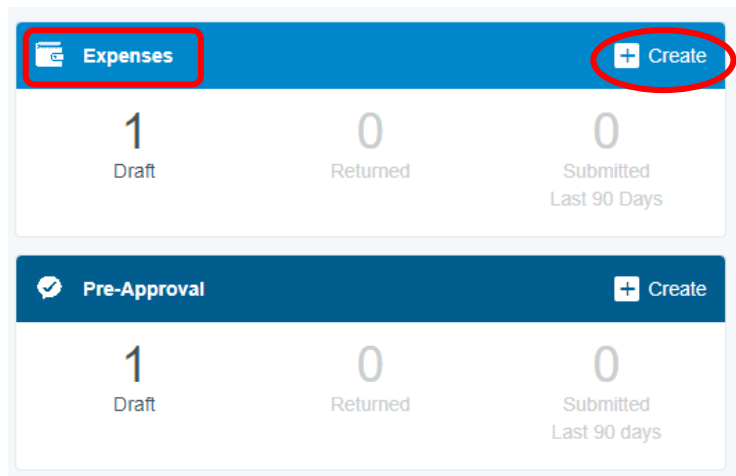 Expenses
Create
1
0
0
Draft
Returned
Submitted
Last 90 Days
Pre-Approval
Create
1
0
0
Draft
Returned
Submitted
Last 90 days